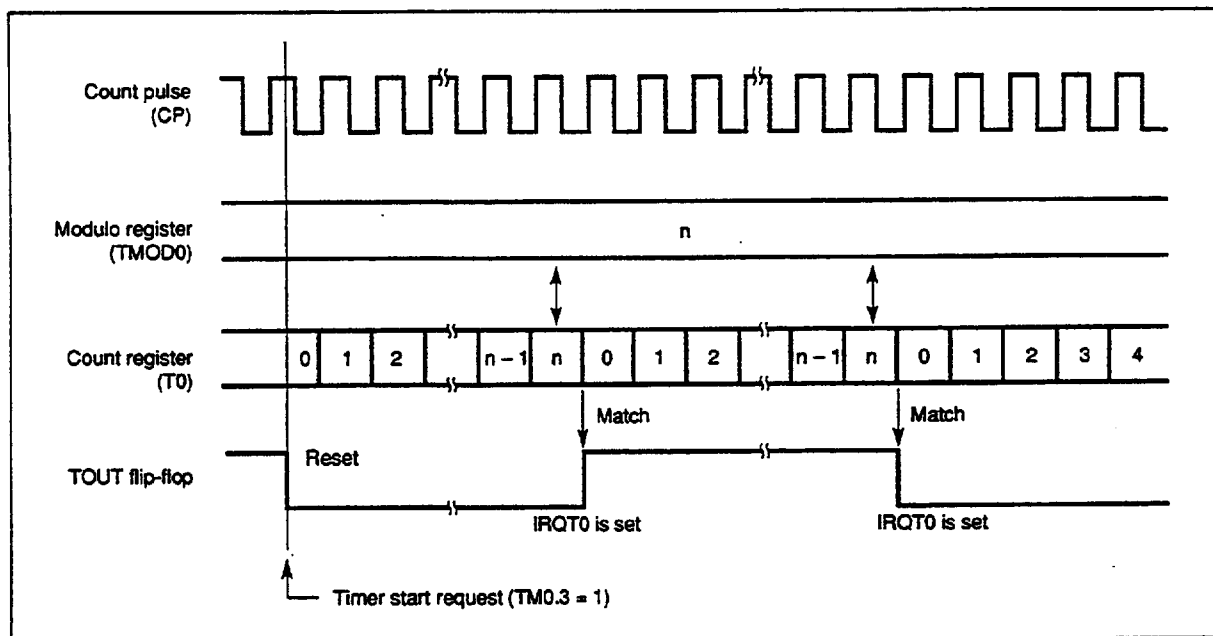 Count pulse
(CP)
Modulo register
(TMOD0)
n
Count register
(T0)
0 1 2 n – 1 n 0 1 2 n–1 n 0 1 2 3 4
Match
Match
TOUT flip-flop
Reset
IRQT0 is set
IRQT0 is set
Timer start request (TM0.3 = 1)